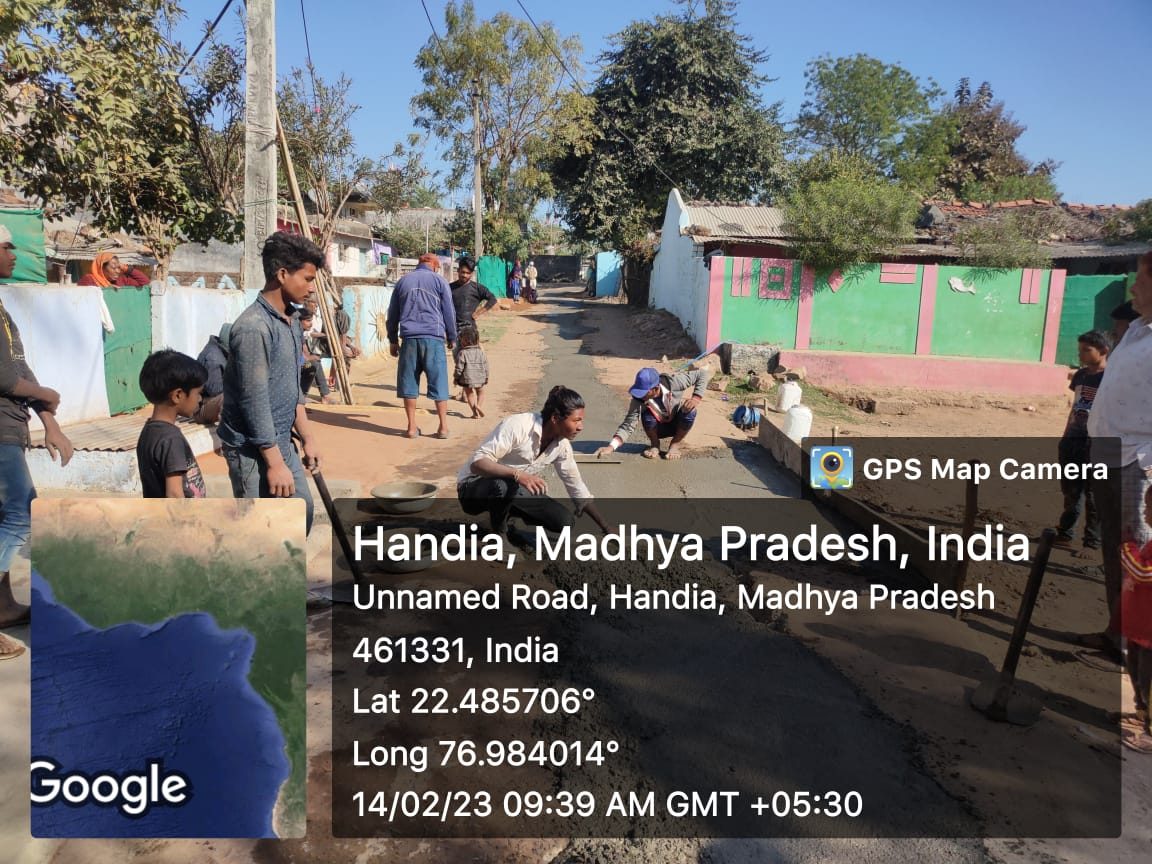 GPS Map Camera
Handia, Madhya Pradesh, India
Unnamed Road, Handia, Madhya Pradesh
461331, India
Lat 22.485706°
Long 76.984014°
14/02/23 09:39 AM GMT +05:30
Google